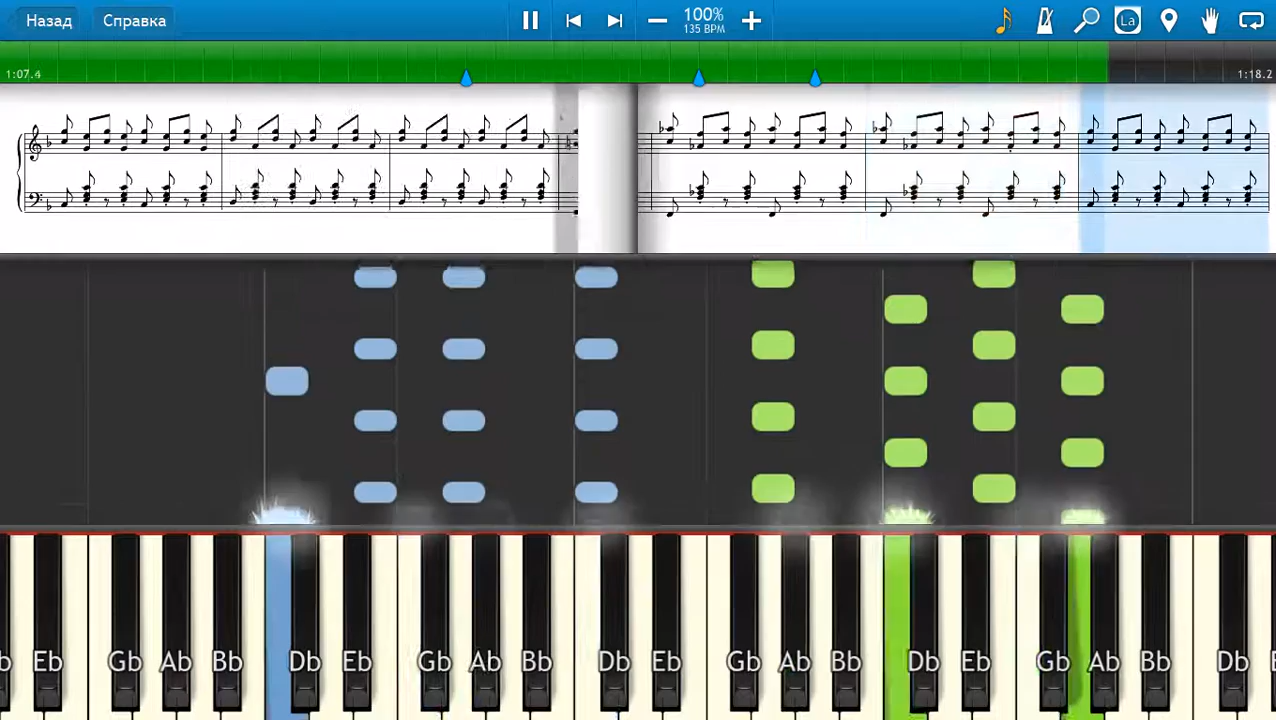 Назад Справка 100% La
135 BPM
1:07.4 1:18.2
b Eb Gb Ab Bb Db Eb Gb Ab Bb Db Eb Gb Ab Bb Db Eb Gb Ab Bb Db E